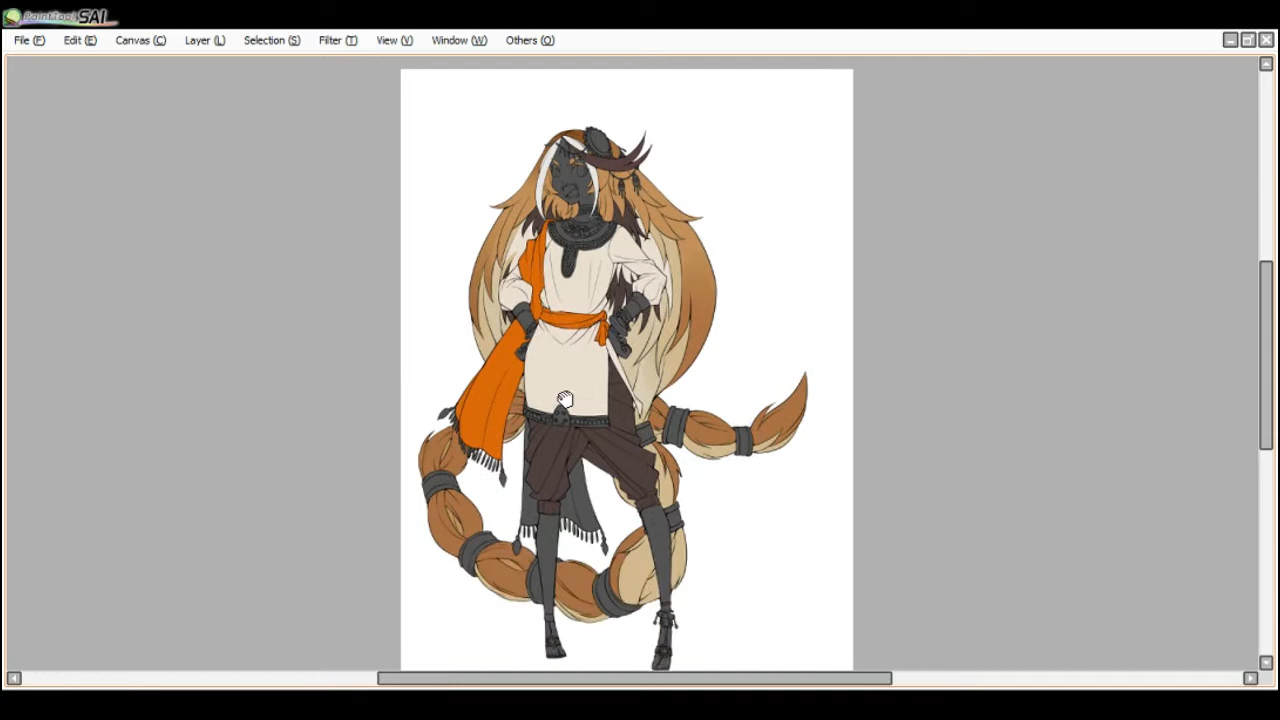 PaintTool SAI
File (F) Edit (E) Canvas (C) Layer (L) Selection (S) Filter (T) View (V) Window (W) Others (O)